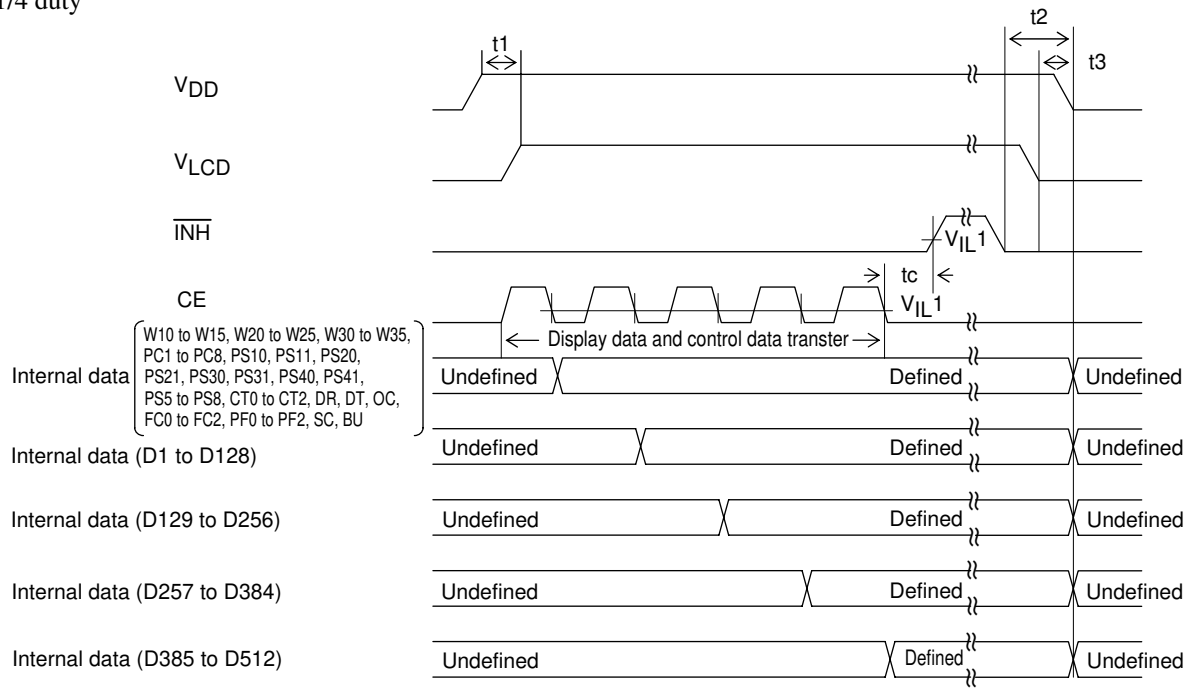 1/4 duty
t2
t1
t3
VDD
VLCD
INH
VIL1
tc
CE
VIL1
Display data and control data transter
Internal data
W10 to W15, W20 to W25, W30 to W35,
PC1 to PC8, PS10, PS11, PS20,
PS21, PS30, PS31, PS40, PS41,
PS5 to PS8, CT0 to CT2, DR, DT, OC,
FC0 to FC2, PF0 to PF2, SC, BU
Undefined Defined Undefined
Internal data (D1 to D128) Undefined Defined Undefined
Internal data (D129 to D256) Undefined Defined Undefined
Internal data (D257 to D384) Undefined Defined Undefined
Internal data (D385 to D512) Undefined Defined Undefined